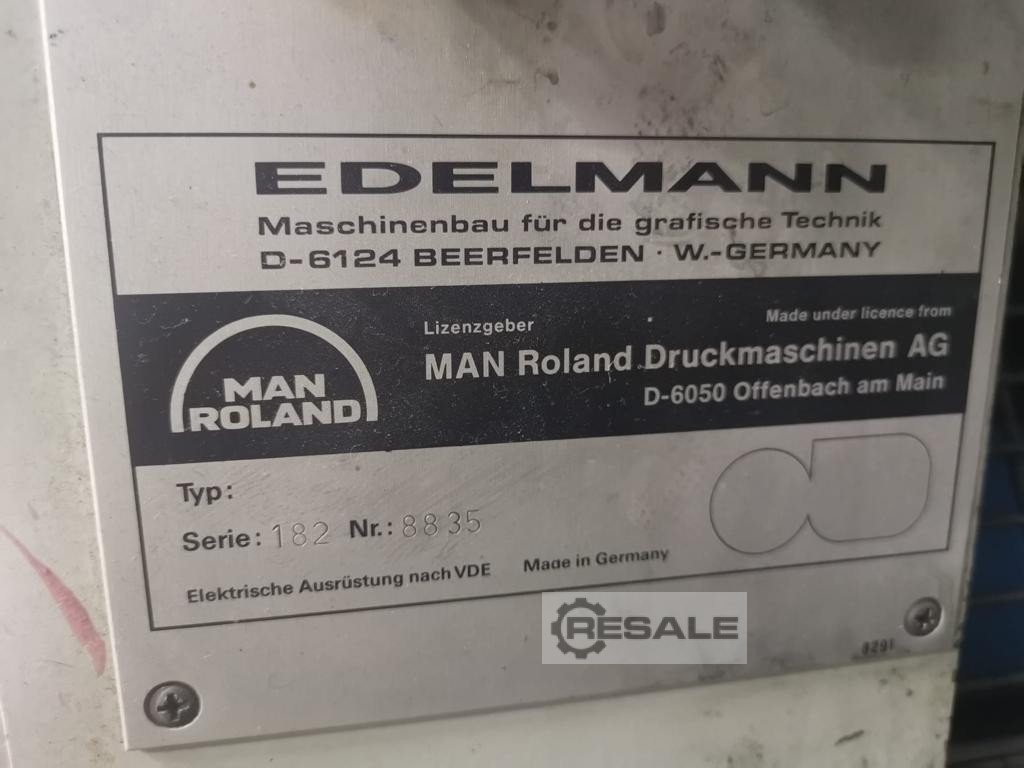 EDELMANN
Maschinenbau für die grafische Technik
D-6124 BEERFELDEN · W.-GERMANY
MAN
ROLAND
Lizenzgeber
Made under licence from
MAN Roland Druckmaschinen AG
D-6050 Offenbach am Main
Typ:
Serie: 182 Nr.: 8835
Elektrische Ausrüstung nach VDE
Made in Germany
RESALE